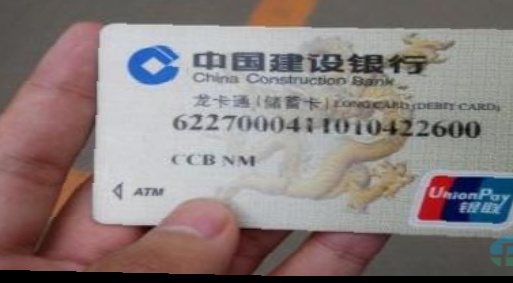 中国建设银行
China Construction Bank
龙卡通(储蓄卡)LONG CARD (DEBIT CARD)
6227000411010422600
CCB NM
ATM
UnionPay
银联